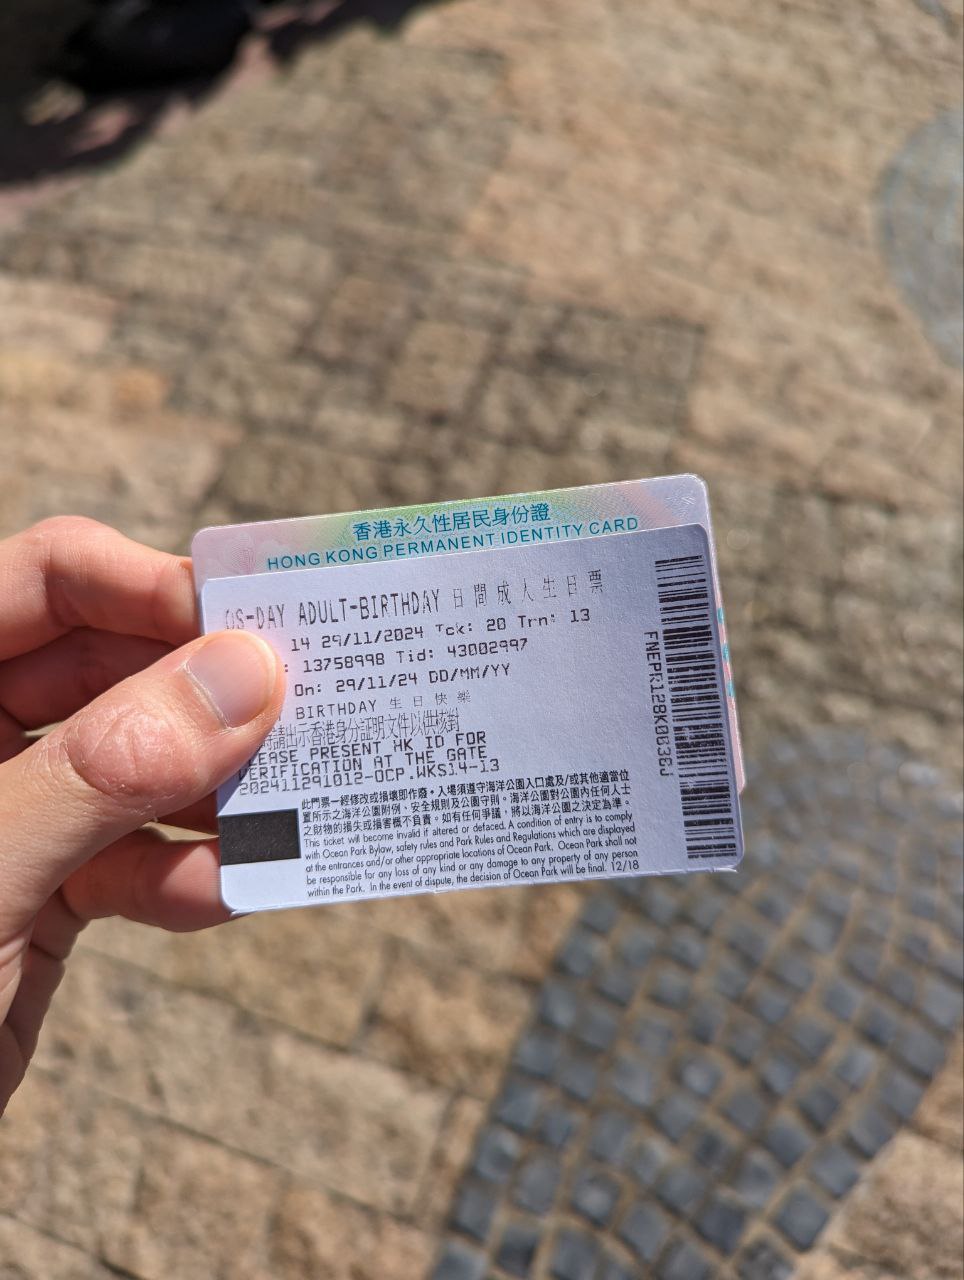 香港永久性居民身份證
HONG KONG PERMANENT IDENTITY CARD
OS-DAY ADULT-BIRTHDAY 日間成人生日票
14 29/11/2024 Tck: 20 Trn: 13
: 13758998 Tid: 43002997
On: 29/11/24 DD/MM/YY
BIRTHDAY 生日快樂
請出示香港身分証明文件以供核對
PLEASE PRESENT HK ID FOR
VERIFICATION AT THE GATE
202411291012-OCP.WKS14-13
此門票一經修改或損壞即作廢。入場須遵守海洋公園入口處及/或其他適當位
置所示之海洋公園附例、安全規則及公園守則。海洋公園對公園內任何人士
之財物的損失或損害概不負責。如有任何爭議，將以海洋公園之決定為準。
This ticket will become invalid if altered or defaced. A condition of entry is to comply
with Ocean Park Bylaw, safety rules and Park Rules and Regulations which are displayed
at the entrances and/or other appropriate locations of Ocean Park. Ocean Park shall not
be responsible for any loss of any kind or any damage to any property of any person
within the Park. In the event of dispute, the decision of Ocean Park will be final. 12/18